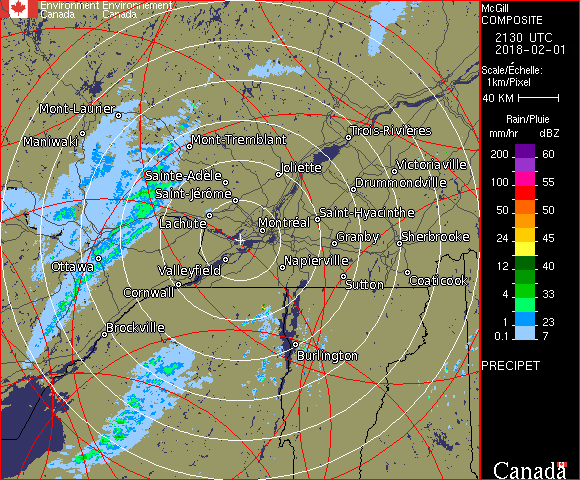 Environment Environnement
Canada Canada
McGill
COMPOSITE
2130 UTC
2018-02-01
Scale/Échelle:
1km/Pixel
40 KM
Rain/Pluie
mm/hr dBZ
200 60
100 55
50 50
24 45
12 40
4 33
1 23
0.1 7
PRECIPET
Canada
Mont-Laurier
Maniwaki
Mont-Tremblant
Trois-Rivières
Sainte-Adèle
Joliette
Victoriaville
Saint-Jérôme
Drummondville
Lachute
Montréal
Saint-Hyacinthe
Granby
Sherbrooke
Ottawa
Valleyfield
Napierville
Cornwall
Sutton
Coaticook
Brockville
Burlington